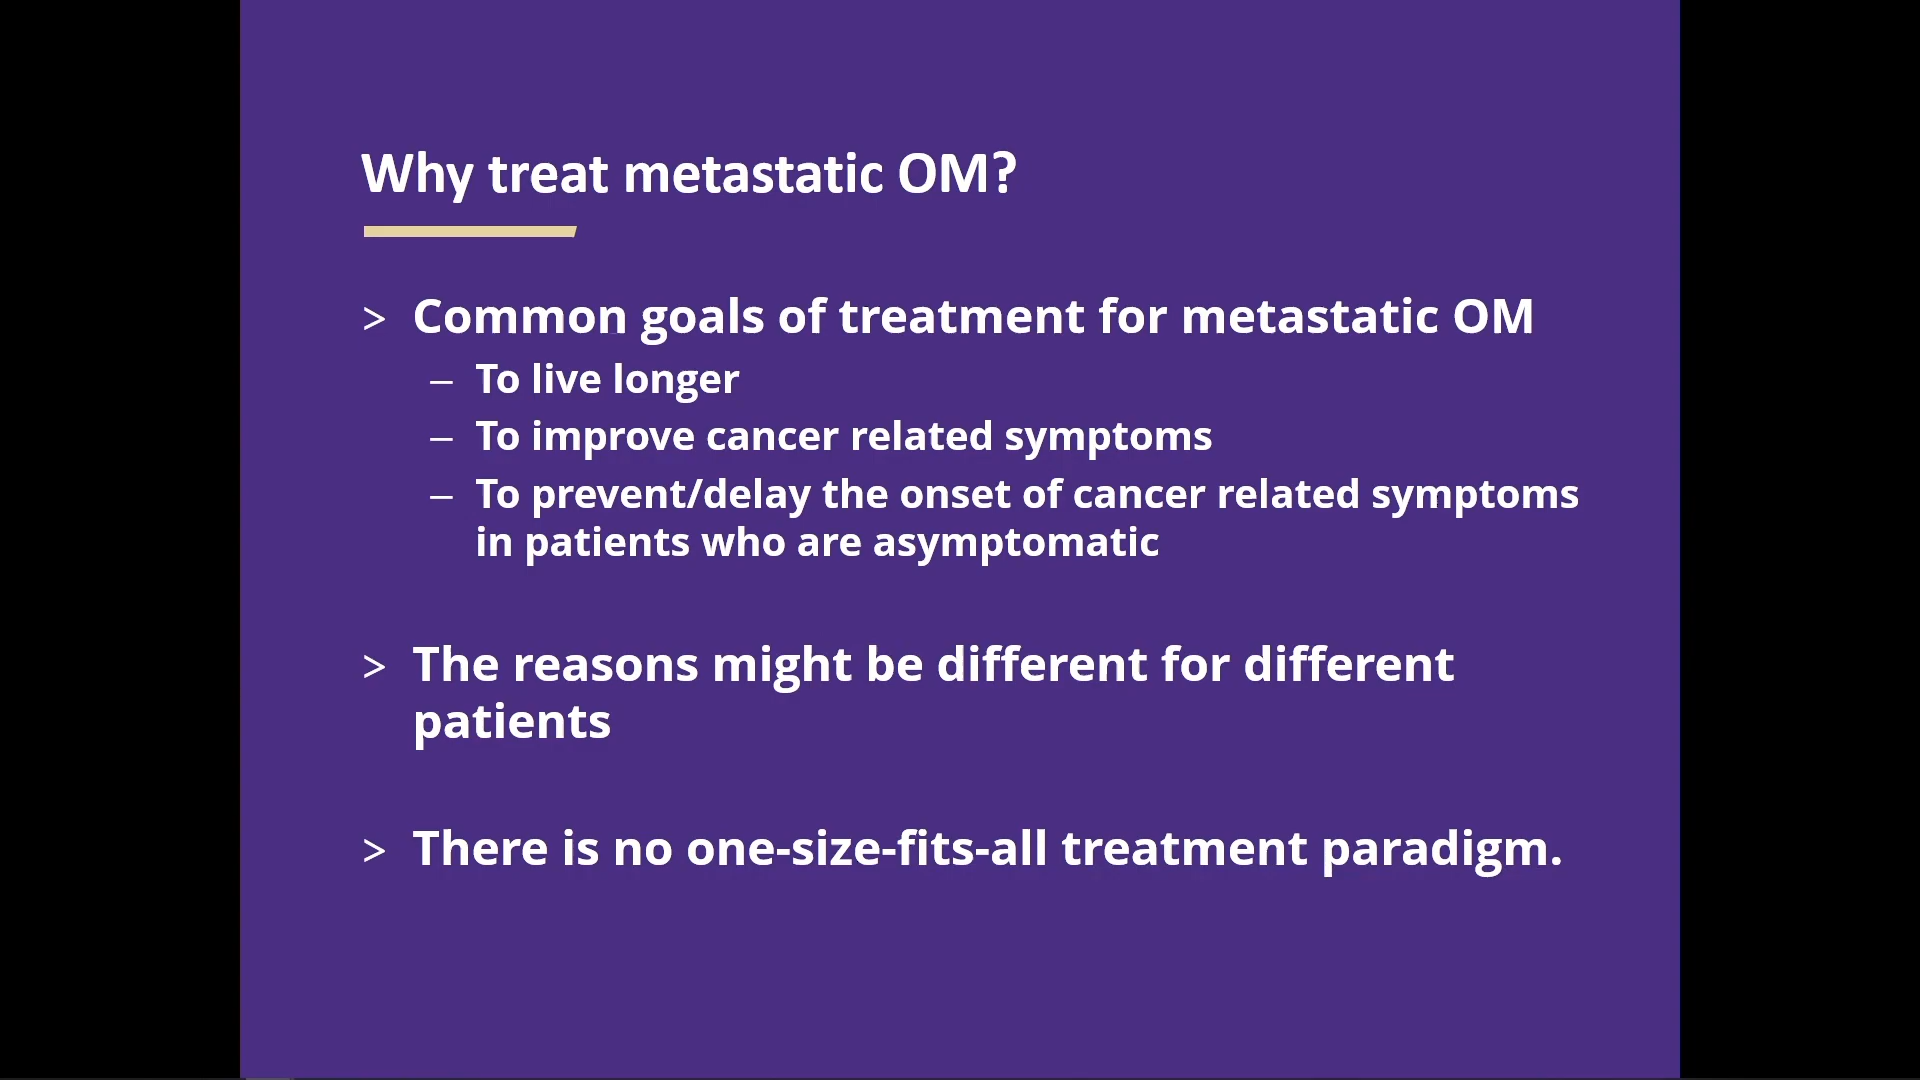 Why treat metastatic OM?
> Common goals of treatment for metastatic OM
– To live longer
– To improve cancer related symptoms
– To prevent/delay the onset of cancer related symptoms
in patients who are asymptomatic
> The reasons might be different for different
patients
> There is no one-size-fits-all treatment paradigm.